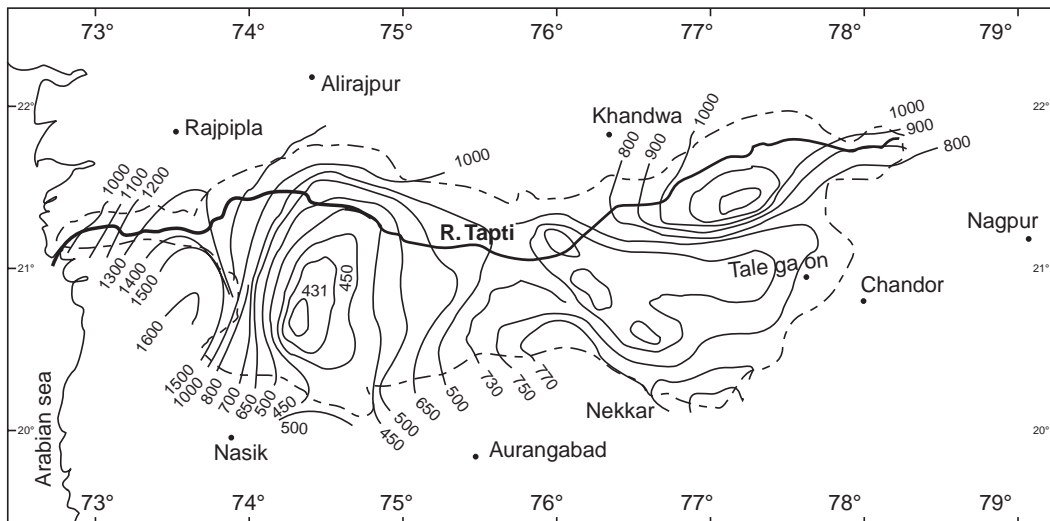 73° 74° 75° 76° 77° 78° 79°
Alirajpur
22° 22°
Khandwa
1000
1000
Rajpipla
900
800
900
800
1000
1000
1100
1200
Nagpur
R. Tapti
21° 21°
Tale ga on
Chandor
1300
1400
1500
1600
431
450
1500
1000
800
700
650
500
450
500
500
450
650
500
730
750
770
Nekkar
20° 20°
Nasik
Aurangabad
Arabian sea
73° 74° 75° 76° 77° 78° 79°